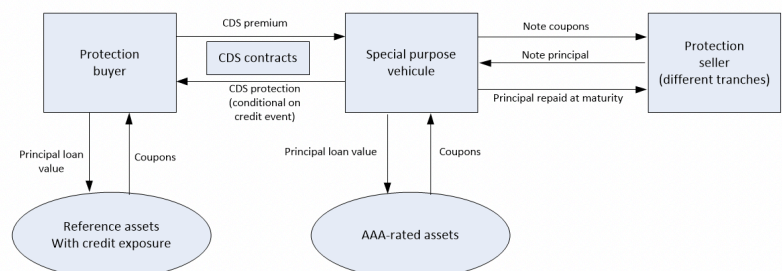 CDS premium
Note coupons
Protection
buyer
CDS contracts
Special purpose
vehicule
Note principal
Protection
seller
(different tranches)
CDS protection
(conditional on
credit event)
Principal repaid at maturity
Principal loan
value
Coupons
Principal loan value
Coupons
Reference assets
With credit exposure
AAA-rated assets